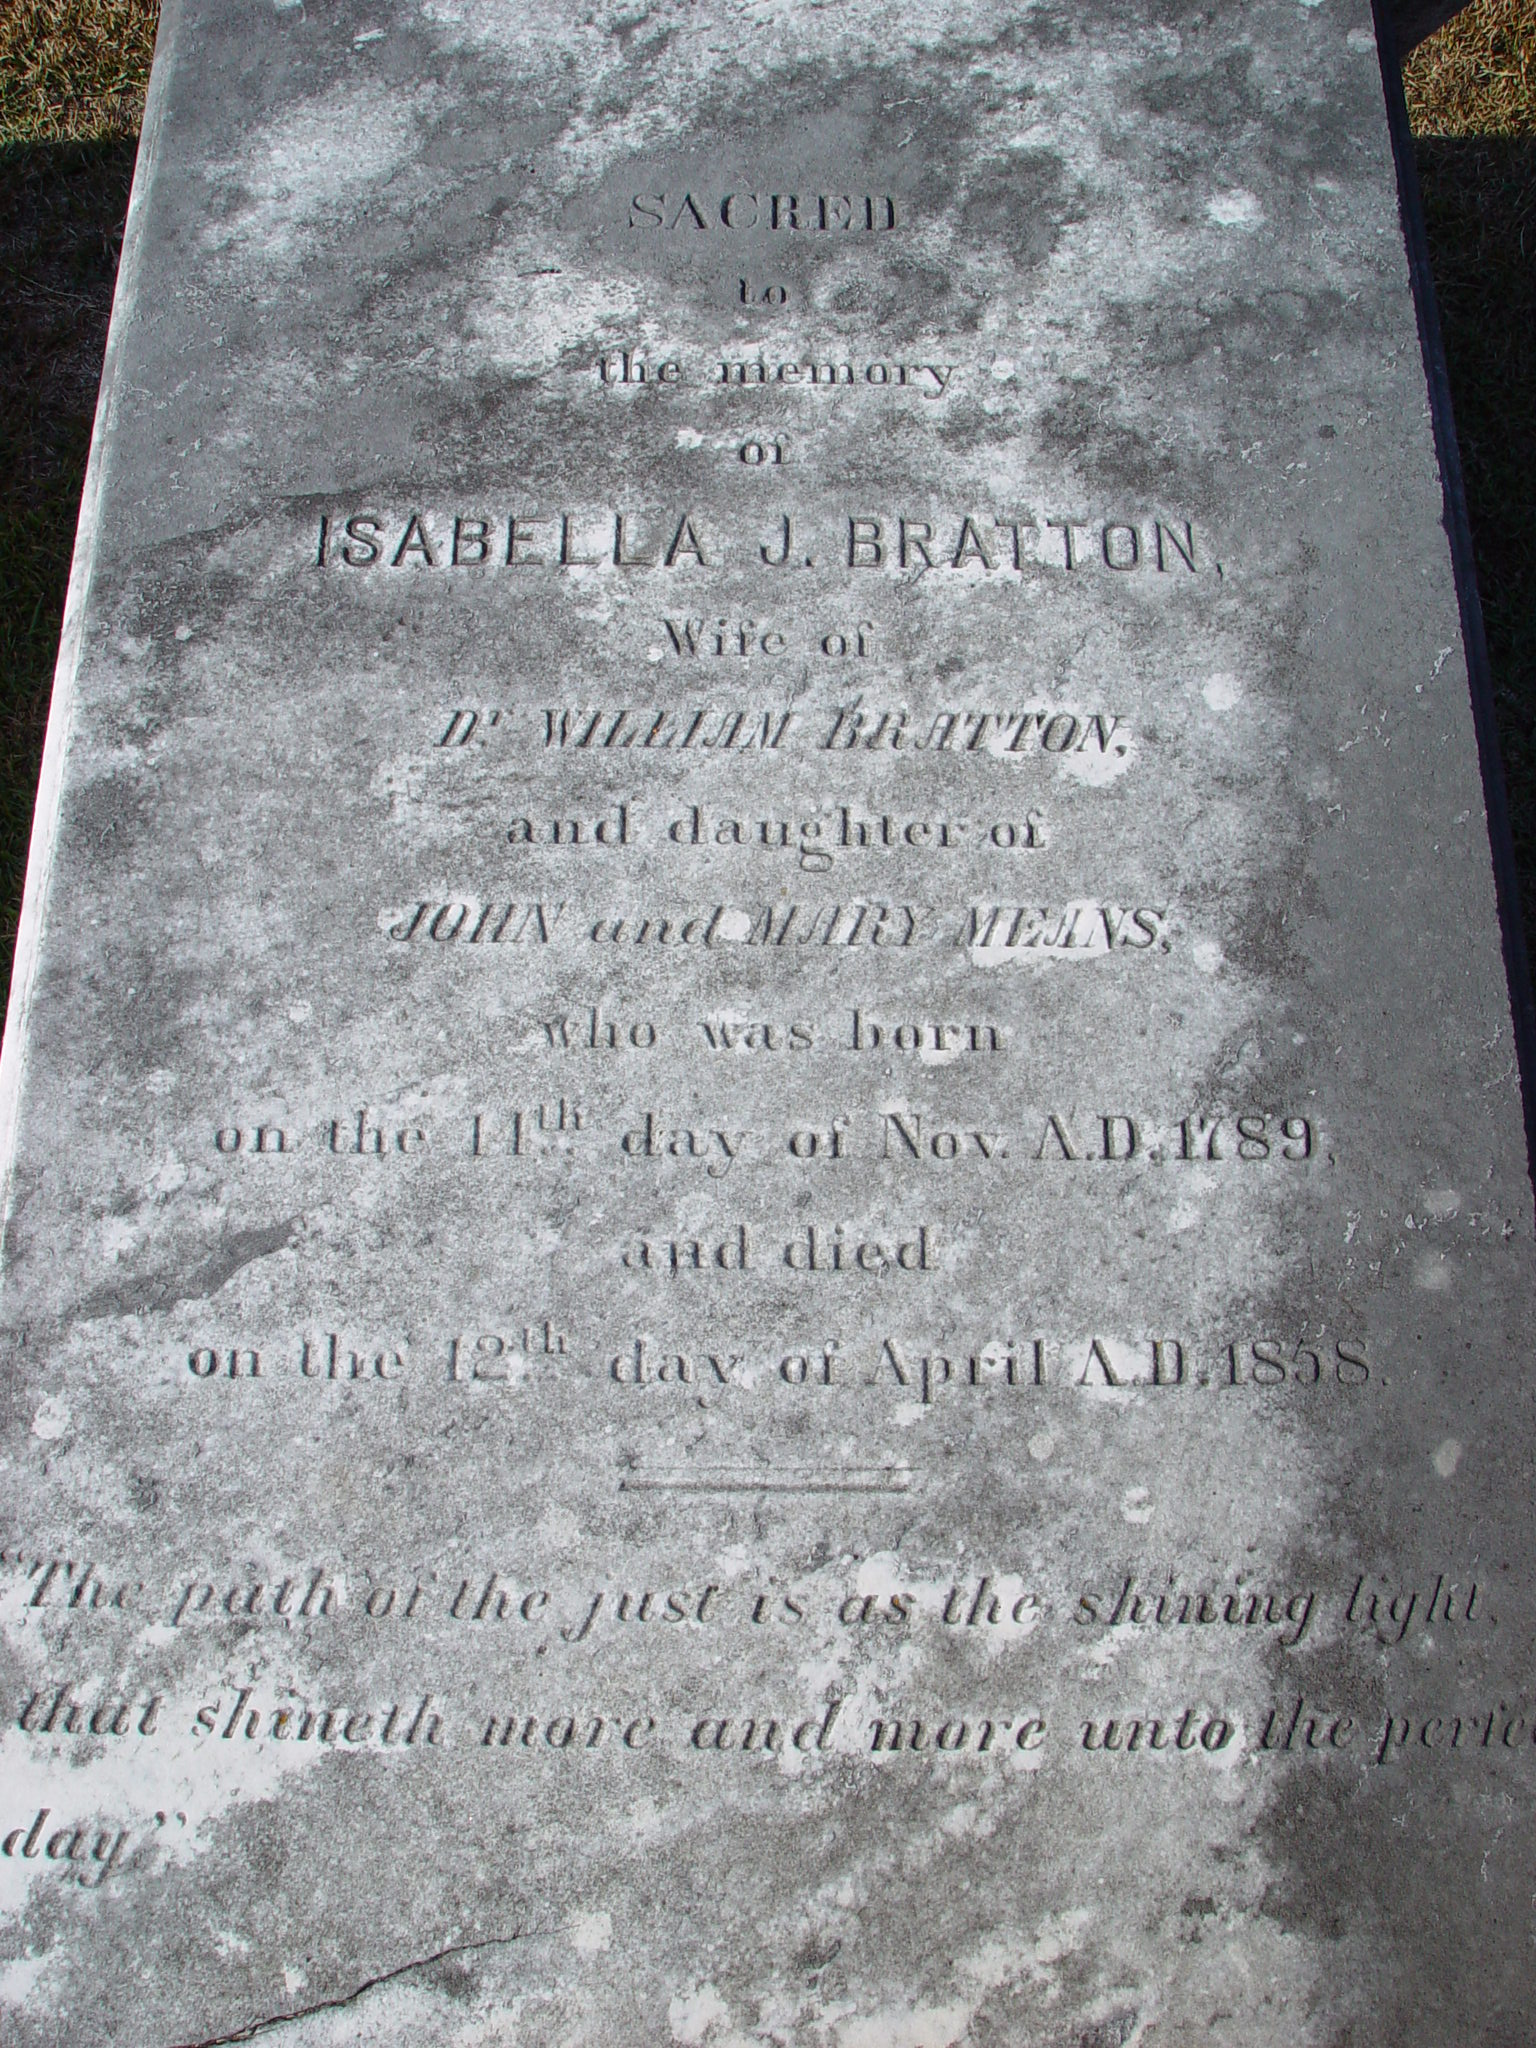 SACRED
to
the memory
of
ISABELLA J. BRATTON,
Wife of
Dr WILLIAM BRATTON,
and daughter of
JOHN and MARY MEANS,
who was born
on the 11th day of Nov. A.D. 1789,
and died
on the 12th day of April A.D. 1858.
"The path of the just is as the shining light,
that shineth more and more unto the perfec
day."